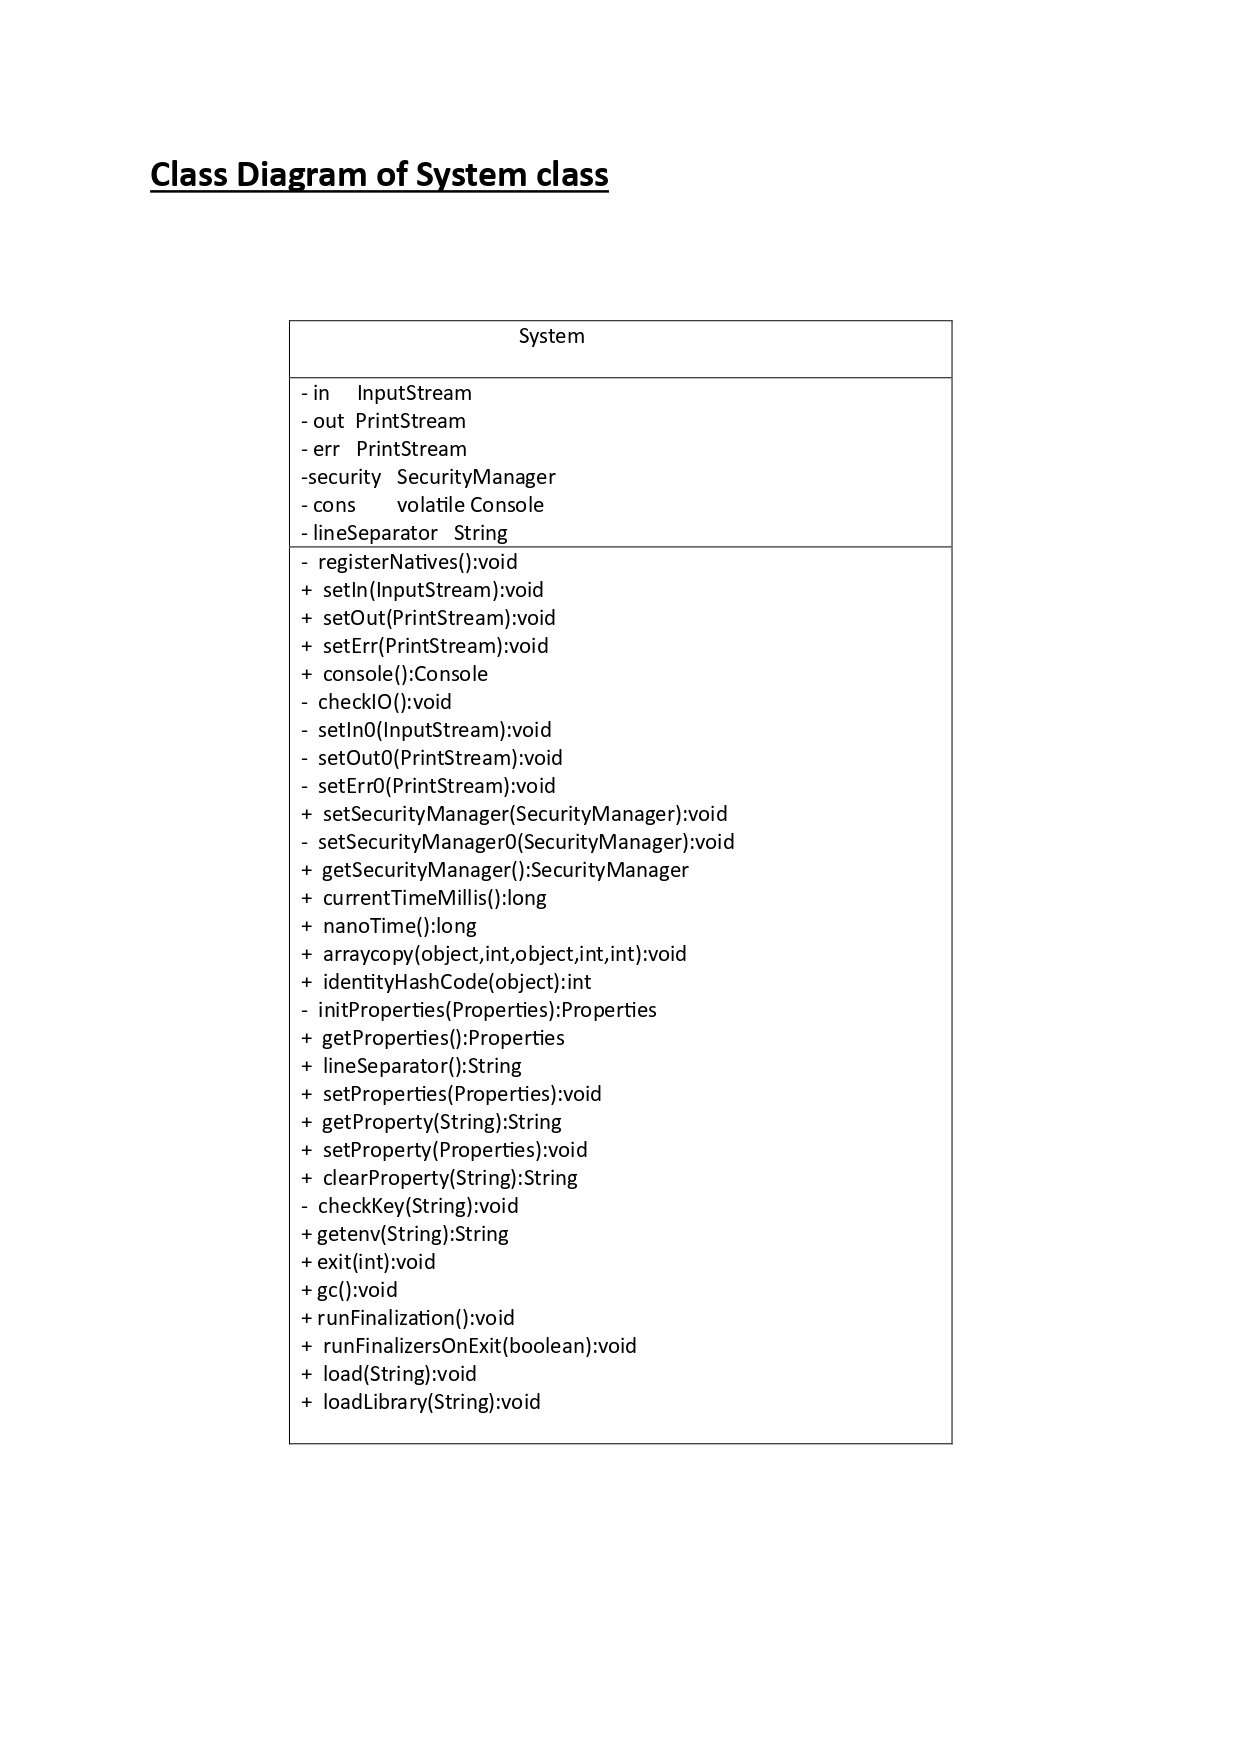 Class Diagram of System class
System
- in InputStream
- out PrintStream
- err PrintStream
-security SecurityManager
- cons volatile Console
- lineSeparator String
- registerNatives():void
+ setIn(InputStream):void
+ setOut(PrintStream):void
+ setErr(PrintStream):void
+ console():Console
- checkIO():void
- setIn0(InputStream):void
- setOut0(PrintStream):void
- setErr0(PrintStream):void
+ setSecurityManager(SecurityManager):void
- setSecurityManager0(SecurityManager):void
+ getSecurityManager():SecurityManager
+ currentTimeMillis():long
+ nanoTime():long
+ arraycopy(object,int,object,int,int):void
+ identityHashCode(object):int
- initProperties(Properties):Properties
+ getProperties():Properties
+ lineSeparator():String
+ setProperties(Properties):void
+ getProperty(String):String
+ setProperty(Properties):void
+ clearProperty(String):String
- checkKey(String):void
+ getenv(String):String
+ exit(int):void
+ gc():void
+ runFinalization():void
+ runFinalizersOnExit(boolean):void
+ load(String):void
+ loadLibrary(String):void